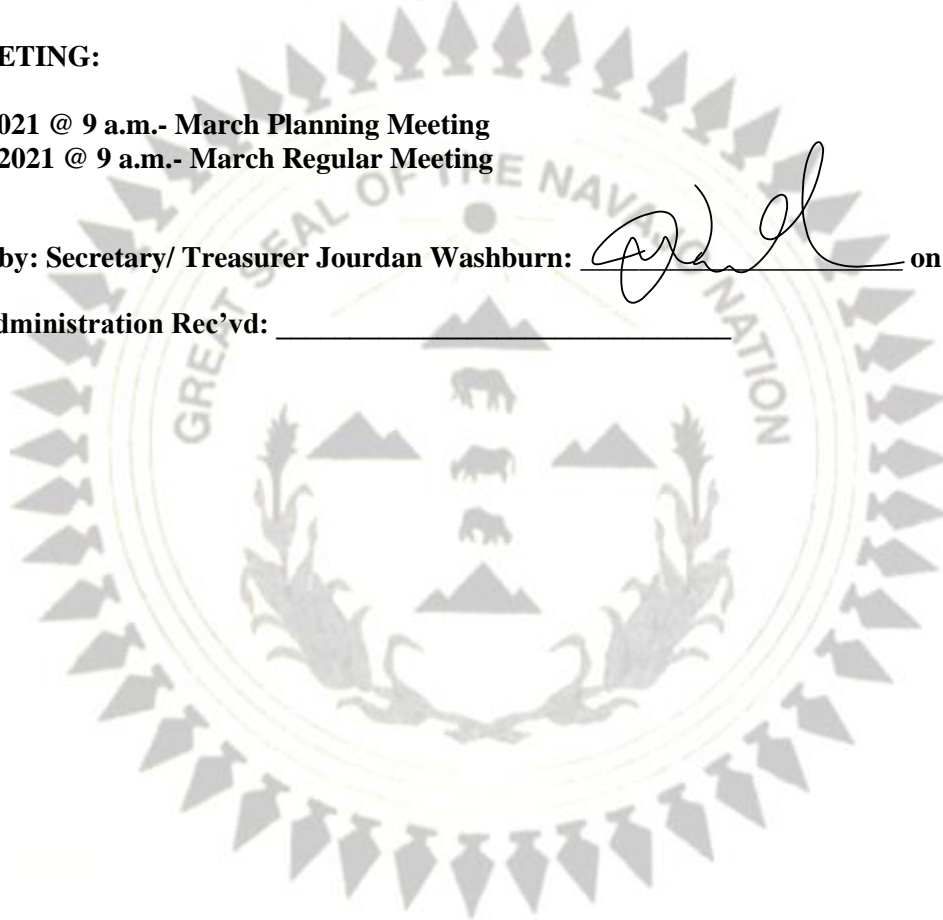 ETING:
021 @ 9 a.m.- March Planning Meeting
2021 @ 9 a.m.- March Regular Meeting
by: Secretary/ Treasurer Jourdan Washburn: on
dministration Rec’vd:
GREAT SEAL OF THE NAVAJO NATION